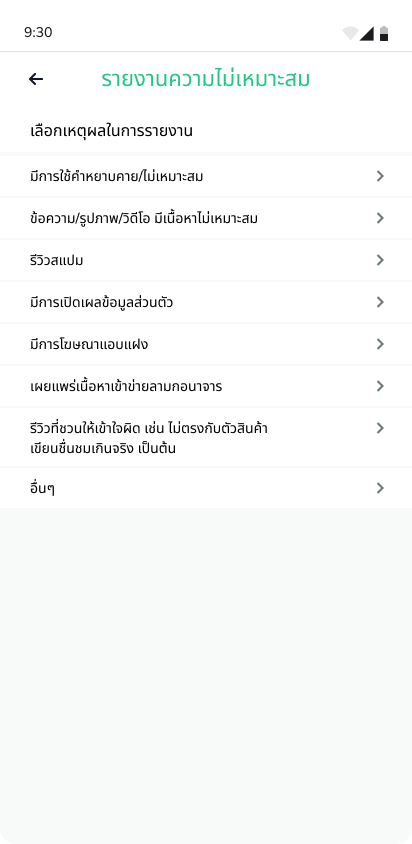 9:30
รายงานความไม่เหมาะสม
เลือกเหตุผลในการรายงาน
มีการใช้คำหยาบคาย/ไม่เหมาะสม
ข้อความ/รูปภาพ/วิดีโอ มีเนื้อหาไม่เหมาะสม
รีวิวสแปม
มีการเปิดเผลข้อมูลส่วนตัว
มีการโฆษณาแอบแฝง
เผยแพร่เนื้อหาเข้าข่ายลามกอนาจาร
รีวิวที่ชวนให้เข้าใจผิด เช่น ไม่ตรงกับตัวสินค้า
เขียนชื่นชมเกินจริง เป็นต้น
อื่นๆ